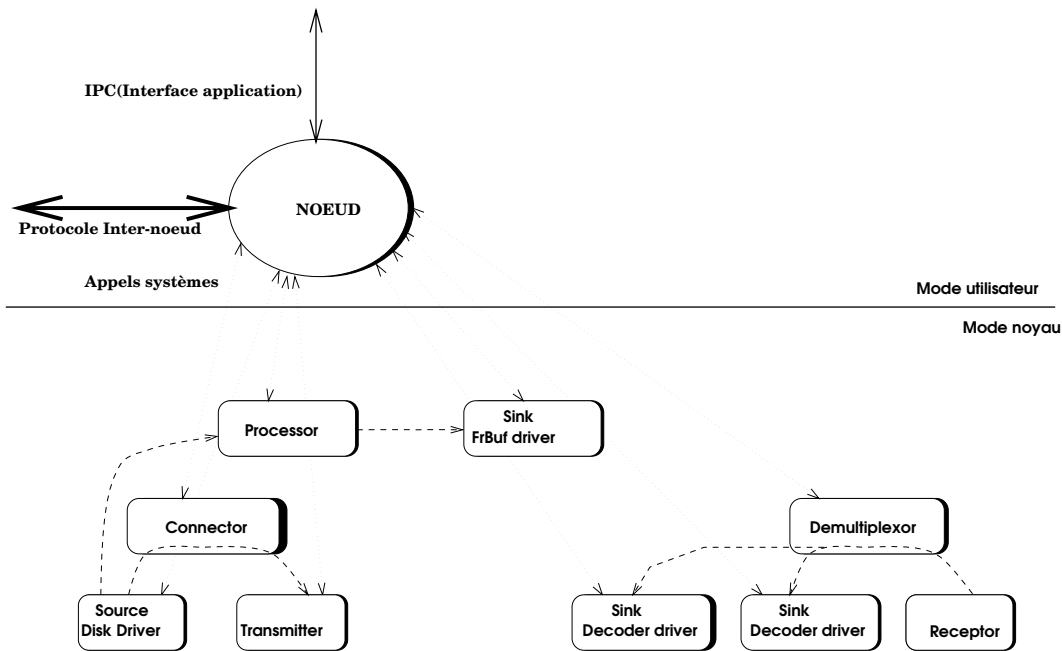 IPC(Interface application)
NOEUD
Protocole Inter-noeud
Appels systèmes
Mode utilisateur
Mode noyau
Processor
Sink
FrBuf driver
Connector
Demultiplexor
Source
Disk Driver
Transmitter
Sink
Decoder driver
Sink
Decoder driver
Receptor